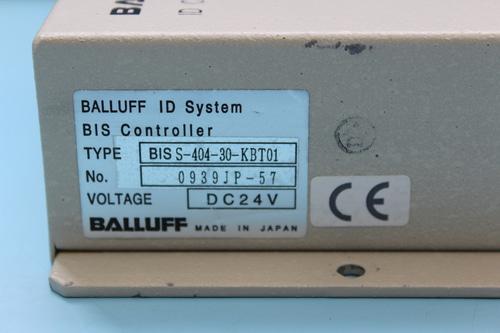 BALLUFF ID System
BIS Controller
TYPE BIS S-404-30-KBT01
No. 0939JP-57
VOLTAGE DC24V
BALLUFF MADE IN JAPAN
CE